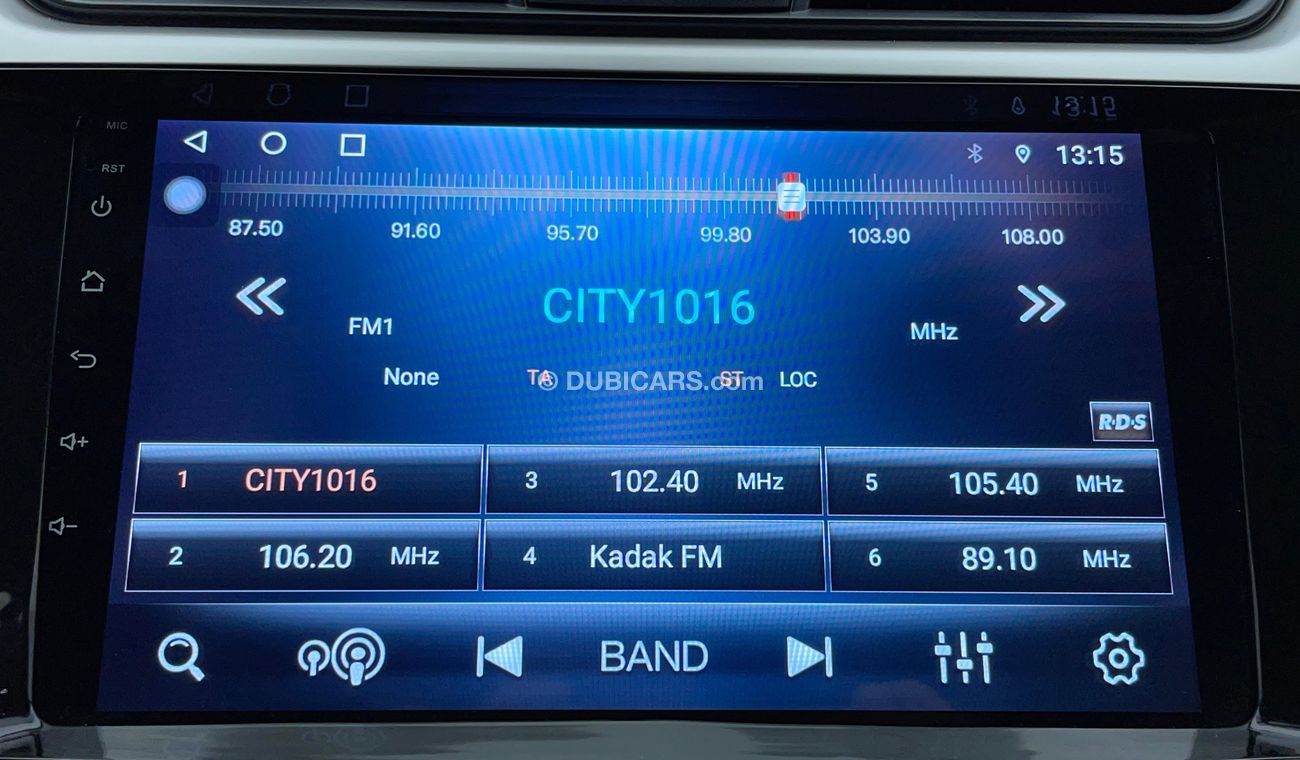 MIC
RST
13:15
87.50 91.60 95.70 99.80 103.90 108.00
CITY1016
FM1 MHz
None TA ST LOC
® DUBICARS.com
R·D·S
1 CITY1016 3 102.40 MHz 5 105.40 MHz
2 106.20 MHz 4 Kadak FM 6 89.10 MHz
BAND